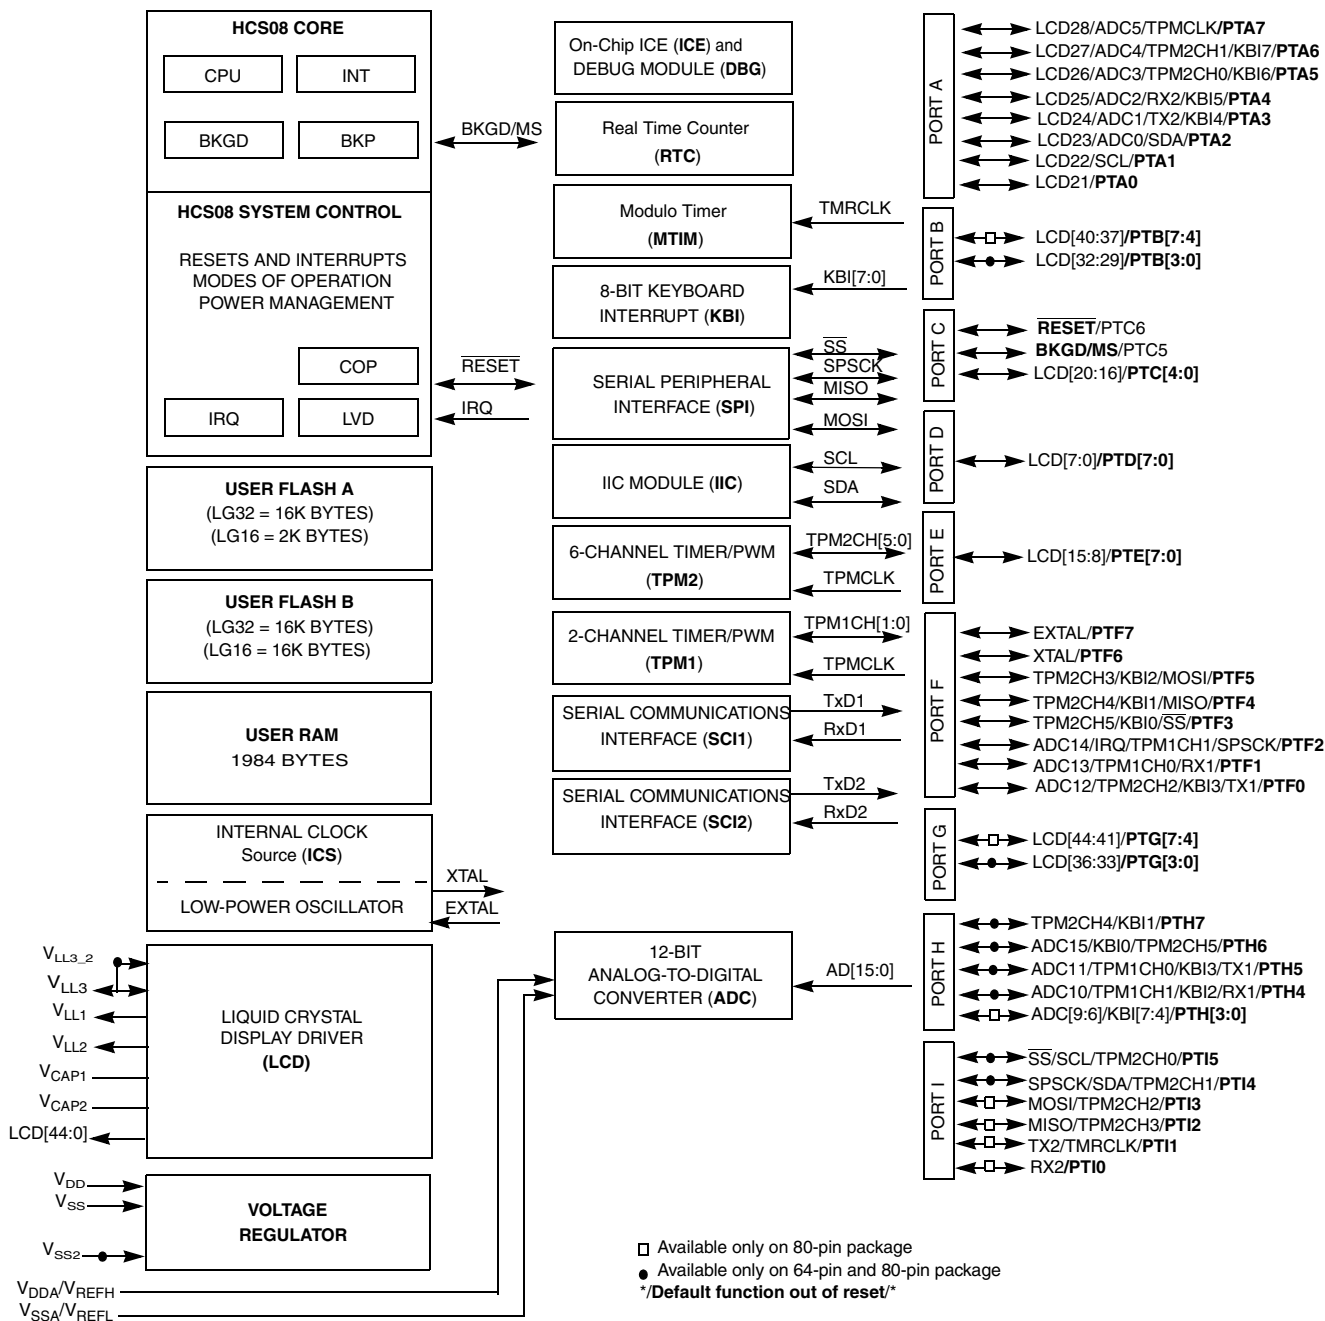 HCS08 CORE
CPU
INT
BKGD
BKP
HCS08 SYSTEM CONTROL
RESETS AND INTERRUPTS
MODES OF OPERATION
POWER MANAGEMENT
COP
IRQ
LVD
BKGD/MS
RESET
IRQ
USER FLASH A
(LG32 = 16K BYTES)
(LG16 = 2K BYTES)
USER FLASH B
(LG32 = 16K BYTES)
(LG16 = 16K BYTES)
USER RAM
1984 BYTES
INTERNAL CLOCK
Source (ICS)
LOW-POWER OSCILLATOR
XTAL
EXTAL
VLL3_2
VLL3
VLL1
VLL2
VCAP1
VCAP2
LCD[44:0]
LIQUID CRYSTAL
DISPLAY DRIVER
(LCD)
VDD
VSS
VSS2
VOLTAGE
REGULATOR
VDDA/VREFH
VSSA/VREFL
On-Chip ICE (ICE) and
DEBUG MODULE (DBG)
Real Time Counter
(RTC)
Modulo Timer
(MTIM)
TMRCLK
8-BIT KEYBOARD
INTERRUPT (KBI)
KBI[7:0]
SERIAL PERIPHERAL
INTERFACE (SPI)
SS
SPSCK
MISO
MOSI
IIC MODULE (IIC)
SCL
SDA
6-CHANNEL TIMER/PWM
(TPM2)
TPM2CH[5:0]
TPMCLK
2-CHANNEL TIMER/PWM
(TPM1)
TPM1CH[1:0]
TPMCLK
SERIAL COMMUNICATIONS
INTERFACE (SCI1)
TxD1
RxD1
SERIAL COMMUNICATIONS
INTERFACE (SCI2)
TxD2
RxD2
12-BIT
ANALOG-TO-DIGITAL
CONVERTER (ADC)
AD[15:0]
PORT A
LCD28/ADC5/TPMCLK/PTA7
LCD27/ADC4/TPM2CH1/KBI7/PTA6
LCD26/ADC3/TPM2CH0/KBI6/PTA5
LCD25/ADC2/RX2/KBI5/PTA4
LCD24/ADC1/TX2/KBI4/PTA3
LCD23/ADC0/SDA/PTA2
LCD22/SCL/PTA1
LCD21/PTA0
PORT B
LCD[40:37]/PTB[7:4]
LCD[32:29]/PTB[3:0]
PORT C
RESET/PTC6
BKGD/MS/PTC5
LCD[20:16]/PTC[4:0]
PORT D
LCD[7:0]/PTD[7:0]
PORT E
LCD[15:8]/PTE[7:0]
PORT F
EXTAL/PTF7
XTAL/PTF6
TPM2CH3/KBI2/MOSI/PTF5
TPM2CH4/KBI1/MISO/PTF4
TPM2CH5/KBI0/SS/PTF3
ADC14/IRQ/TPM1CH1/SPSCK/PTF2
ADC13/TPM1CH0/RX1/PTF1
ADC12/TPM2CH2/KBI3/TX1/PTF0
PORT G
LCD[44:41]/PTG[7:4]
LCD[36:33]/PTG[3:0]
PORT H
TPM2CH4/KBI1/PTH7
ADC15/KBI0/TPM2CH5/PTH6
ADC11/TPM1CH0/KBI3/TX1/PTH5
ADC10/TPM1CH1/KBI2/RX1/PTH4
ADC[9:6]/KBI[7:4]/PTH[3:0]
PORT I
SS/SCL/TPM2CH0/PTI5
SPSCK/SDA/TPM2CH1/PTI4
MOSI/TPM2CH2/PTI3
MISO/TPM2CH3/PTI2
TX2/TMRCLK/PTI1
RX2/PTI0
Available only on 80-pin package
Available only on 64-pin and 80-pin package
*/Default function out of reset/*